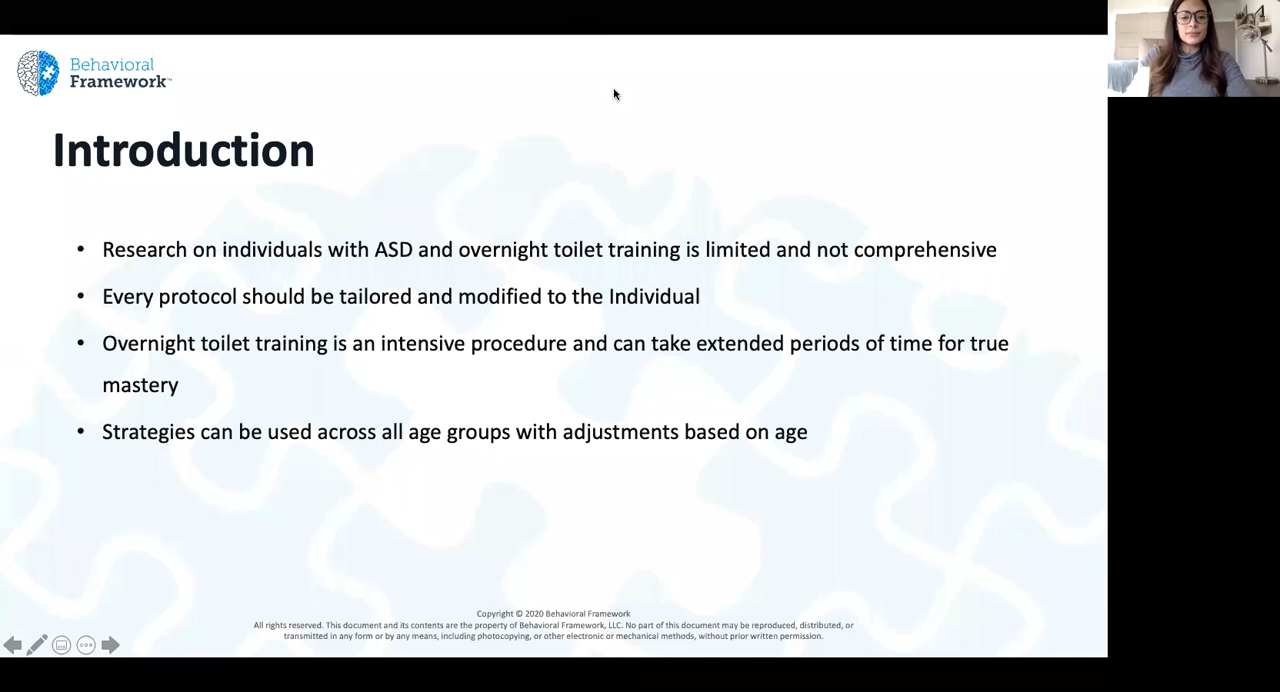 Behavioral
Framework™
Introduction
• Research on individuals with ASD and overnight toilet training is limited and not comprehensive
• Every protocol should be tailored and modified to the Individual
• Overnight toilet training is an intensive procedure and can take extended periods of time for true
mastery
• Strategies can be used across all age groups with adjustments based on age
Copyright © 2020 Behavioral Framework
All rights reserved. This document and its contents are the property of Behavioral Framework, LLC. No part of this document may be reproduced, distributed, or
transmitted in any form or by any means, including photocopying, or other electronic or mechanical methods, without prior written permission.